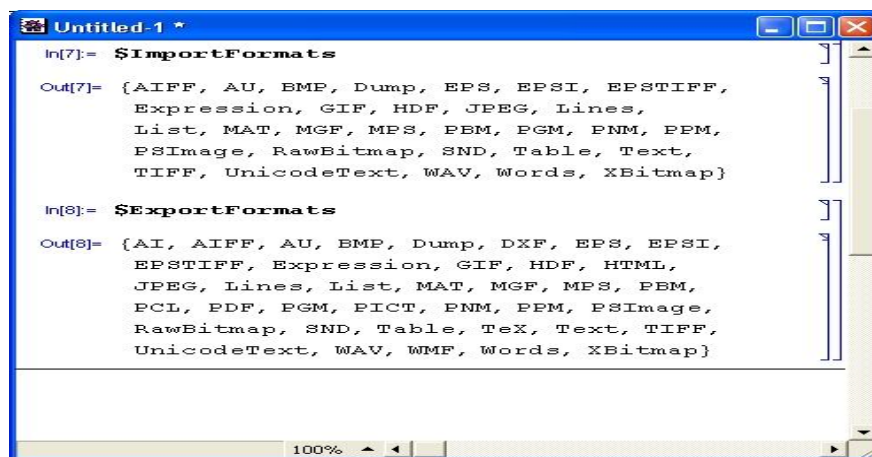 Untitled-1 *
In[7]:= $ImportFormats
Out[7]= {AIFF, AU, BMP, Dump, EPS, EPSI, EPSTIFF,
Expression, GIF, HDF, JPEG, Lines,
List, MAT, MGF, MPS, PBM, PGM, PNM, PPM,
PSImage, RawBitmap, SND, Table, Text,
TIFF, UnicodeText, WAV, Words, XBitmap}
In[8]:= $ExportFormats
Out[8]= {AI, AIFF, AU, BMP, Dump, DXF, EPS, EPSI,
EPSTIFF, Expression, GIF, HDF, HTML,
JPEG, Lines, List, MAT, MGF, MPS, PBM,
PCL, PDF, PGM, PICT, PNM, PPM, PSImage,
RawBitmap, SND, Table, TeX, Text, TIFF,
UnicodeText, WAV, WMF, Words, XBitmap}
100%